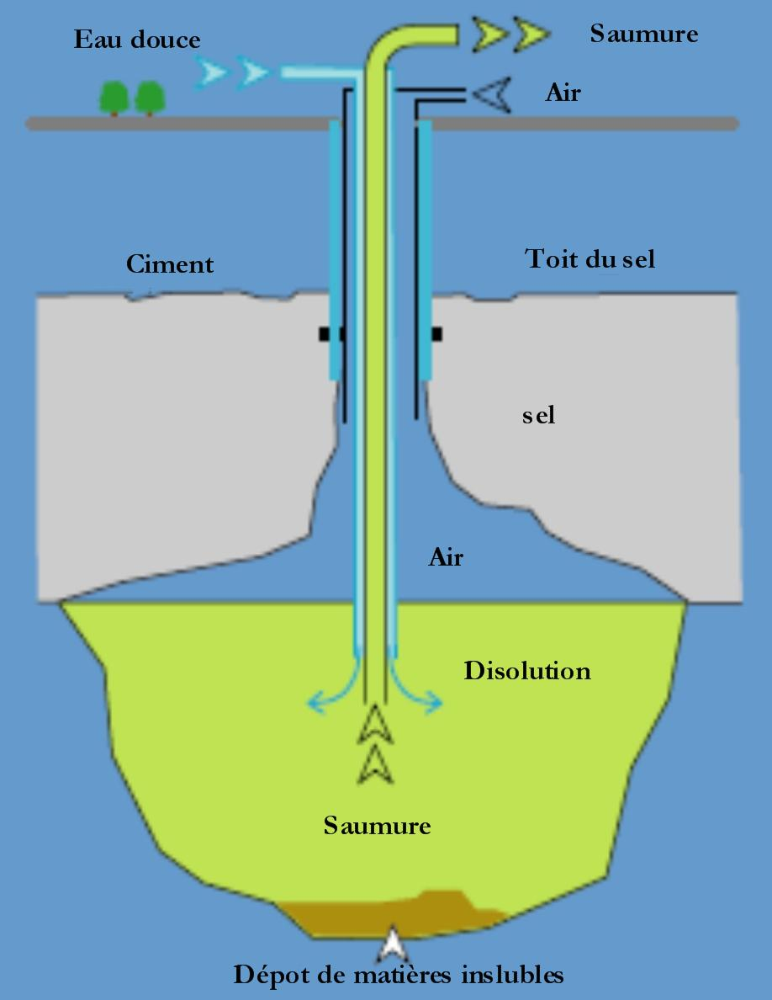 Eau douce
Saumure
Air
Ciment
Toit du sel
sel
Air
Disolution
Saumure
Dépot de matières inslubles